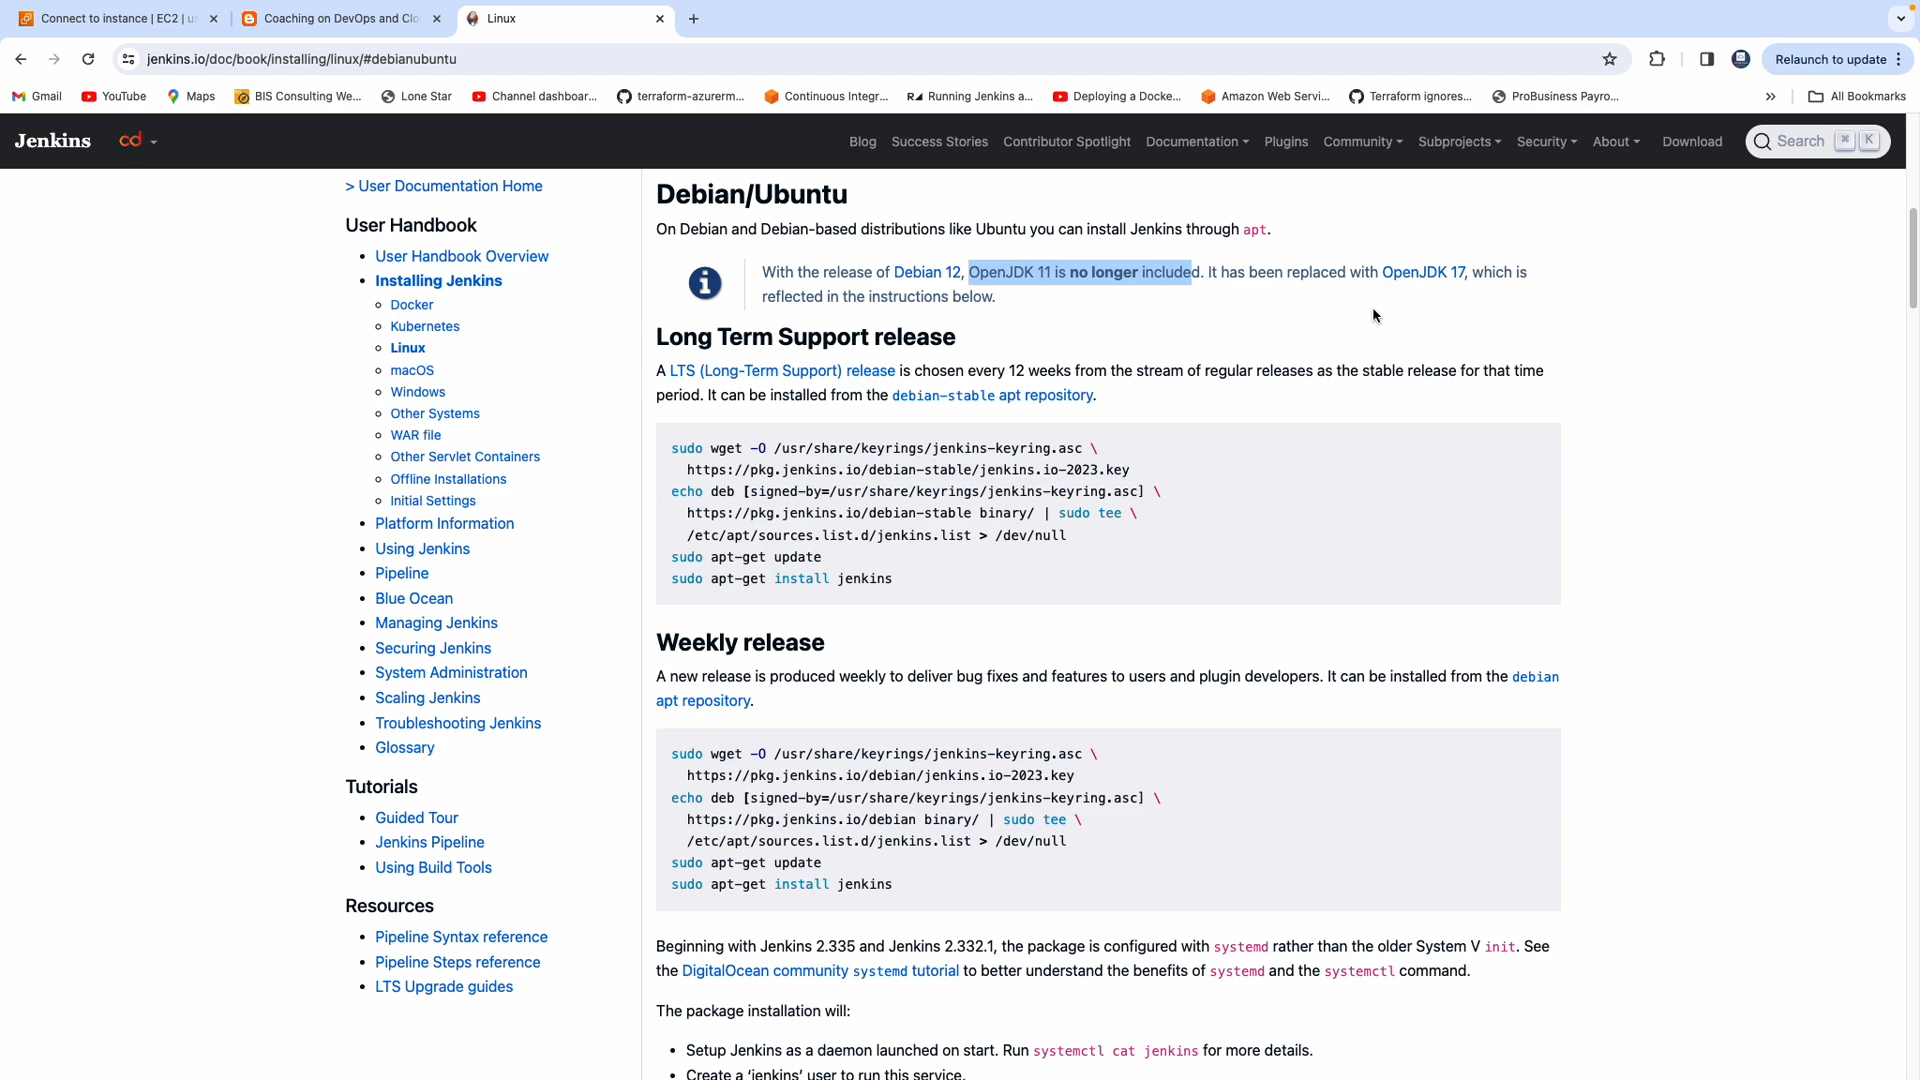 Connect to instance | EC2 | us
Coaching on DevOps and Clo
Linux
jenkins.io/doc/book/installing/linux/#debianubuntu
Relaunch to update
Gmail
YouTube
Maps
BIS Consulting We...
Lone Star
Channel dashboar...
terraform-azurerm...
Continuous Integr...
Running Jenkins a...
Deploying a Docke...
Amazon Web Servi...
Terraform ignores...
ProBusiness Payro...
»
All Bookmarks
Jenkins
cd
Blog
Success Stories
Contributor Spotlight
Documentation
Plugins
Community
Subprojects
Security
About
Download
Search ⌘ K
> User Documentation Home
User Handbook
• User Handbook Overview
• Installing Jenkins
Docker
Kubernetes
Linux
macOS
Windows
Other Systems
WAR file
Other Servlet Containers
Offline Installations
Initial Settings
• Platform Information
• Using Jenkins
• Pipeline
• Blue Ocean
• Managing Jenkins
• Securing Jenkins
• System Administration
• Scaling Jenkins
• Troubleshooting Jenkins
• Glossary
Tutorials
• Guided Tour
• Jenkins Pipeline
• Using Build Tools
Resources
• Pipeline Syntax reference
• Pipeline Steps reference
• LTS Upgrade guides
Debian/Ubuntu
On Debian and Debian-based distributions like Ubuntu you can install Jenkins through apt.
With the release of Debian 12, OpenJDK 11 is no longer included. It has been replaced with OpenJDK 17, which is
reflected in the instructions below.
Long Term Support release
A LTS (Long-Term Support) release is chosen every 12 weeks from the stream of regular releases as the stable release for that time
period. It can be installed from the debian-stable apt repository.
sudo wget -O /usr/share/keyrings/jenkins-keyring.asc \
https://pkg.jenkins.io/debian-stable/jenkins.io-2023.key
echo deb [signed-by=/usr/share/keyrings/jenkins-keyring.asc] \
https://pkg.jenkins.io/debian-stable binary/ | sudo tee \
/etc/apt/sources.list.d/jenkins.list > /dev/null
sudo apt-get update
sudo apt-get install jenkins
Weekly release
A new release is produced weekly to deliver bug fixes and features to users and plugin developers. It can be installed from the debian
apt repository.
sudo wget -O /usr/share/keyrings/jenkins-keyring.asc \
https://pkg.jenkins.io/debian/jenkins.io-2023.key
echo deb [signed-by=/usr/share/keyrings/jenkins-keyring.asc] \
https://pkg.jenkins.io/debian binary/ | sudo tee \
/etc/apt/sources.list.d/jenkins.list > /dev/null
sudo apt-get update
sudo apt-get install jenkins
Beginning with Jenkins 2.335 and Jenkins 2.332.1, the package is configured with systemd rather than the older System V init. See
the DigitalOcean community systemd tutorial to better understand the benefits of systemd and the systemctl command.
The package installation will:
• Setup Jenkins as a daemon launched on start. Run systemctl cat jenkins for more details.
• Create a 'jenkins' user to run this service.